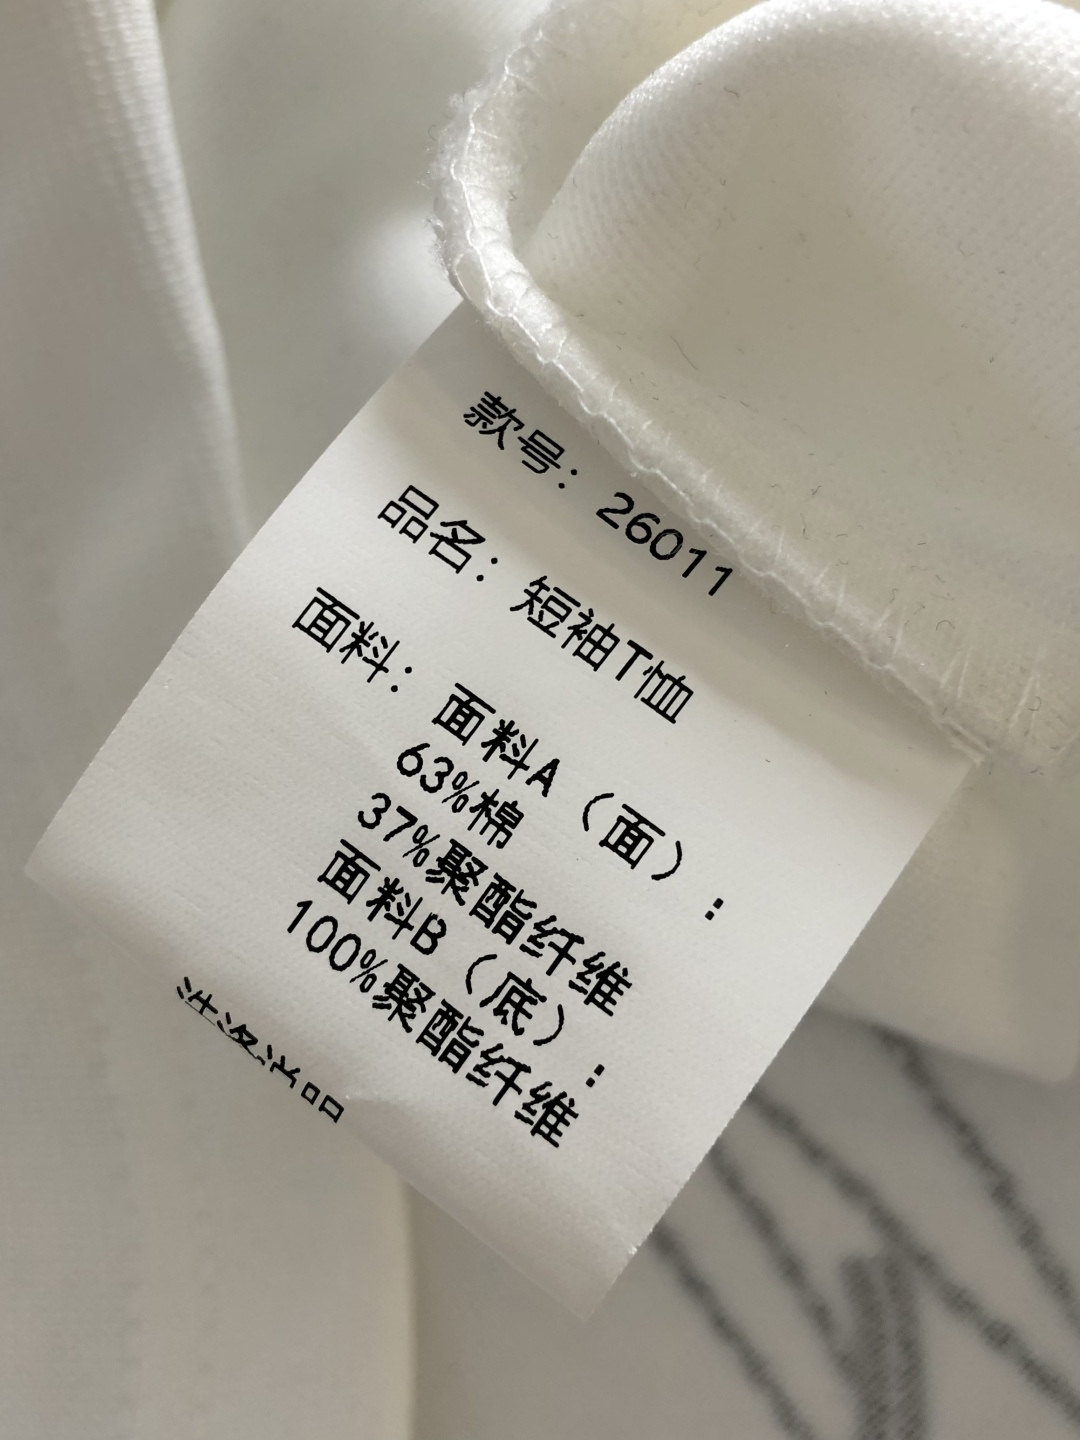 款号：26011
品名：短袖T恤
面料：面料A（面）：
63%棉
37%聚酯纤维
面料B（底）：
100%聚酯纤维